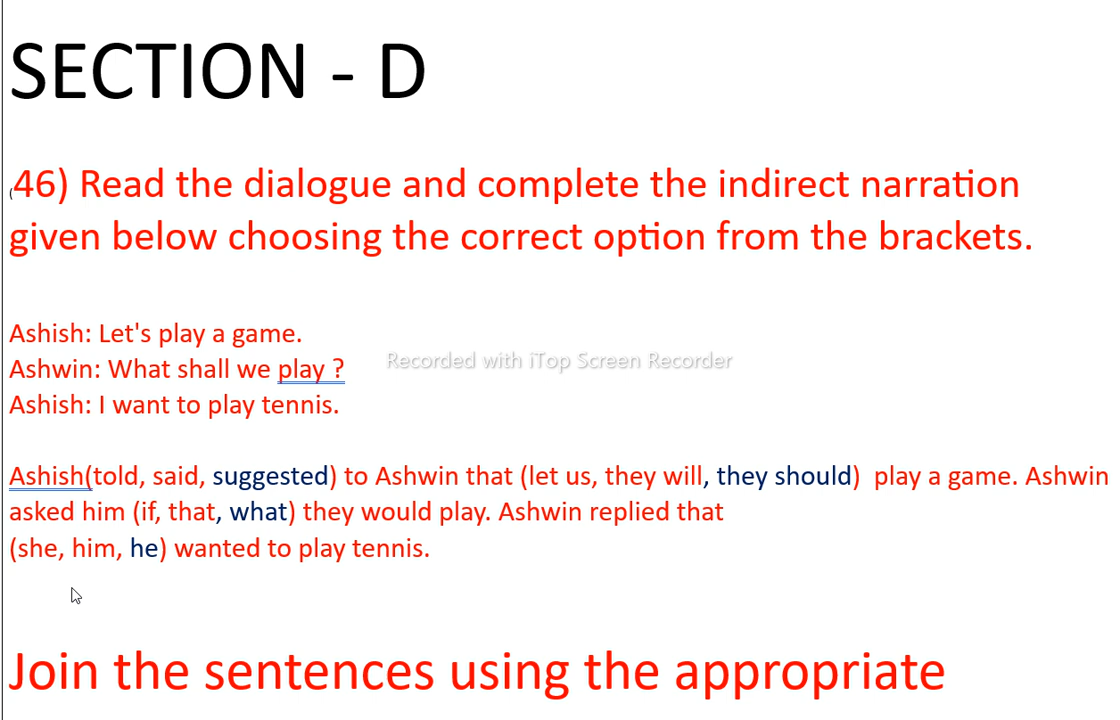 SECTION - D
(46) Read the dialogue and complete the indirect narration
given below choosing the correct option from the brackets.
Ashish: Let's play a game.
Ashwin: What shall we play ?
Recorded with iTop Screen Recorder
Ashish: I want to play tennis.
Ashish(told, said, suggested) to Ashwin that (let us, they will, they should)  play a game. Ashwin
asked him (if, that, what) they would play. Ashwin replied that
(she, him, he) wanted to play tennis.
Join the sentences using the appropriate